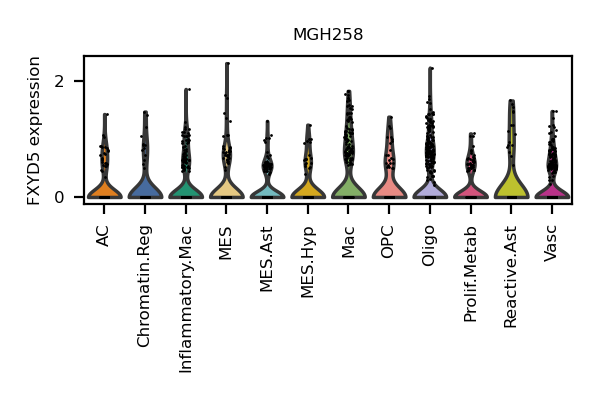 MGH258
FXYD5 expression
2
0
AC
Chromatin.Reg
Inflammatory.Mac
MES
MES.Ast
MES.Hyp
Mac
OPC
Oligo
Prolif.Metab
Reactive.Ast
Vasc